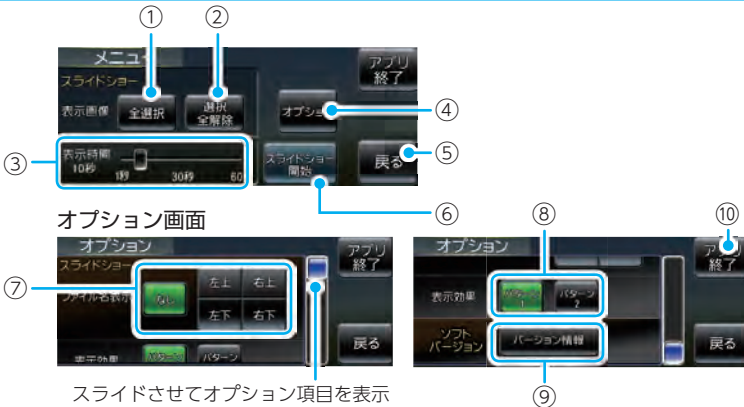 ① ②
メニュー
アプリ
終了
スライドショー
表示画像 全選択 選択
全解除
オプション ④
③ 表示時間
10秒
1秒 30秒 60
スライドショー
開始
戻る ⑤
⑥
オプション画面
⑧ ⑩
オプション
アプリ
終了
スライドショー
⑦ ファイル名表示 なし 左上 右上
左下 右下
戻る
表示効果 パターン パターン
スライドさせてオプション項目を表示
オプション
アプリ
終了
表示効果 パターン
1
パターン
2
ソフト
バージョン
バージョン情報
戻る
⑨